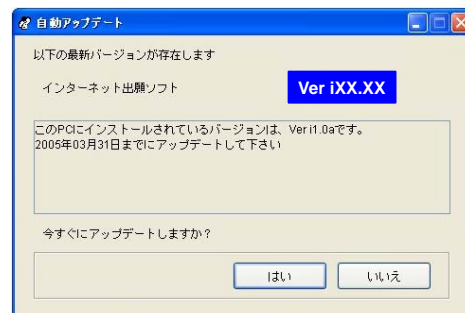 自動アップデート
以下の最新バージョンが存在します
インターネット出願ソフト
Ver iXX.XX
このPCにインストールされているバージョンは、Ver i1.0aです。
2005年03月31日までにアップデートして下さい
今すぐにアップデートしますか？
はい
いいえ